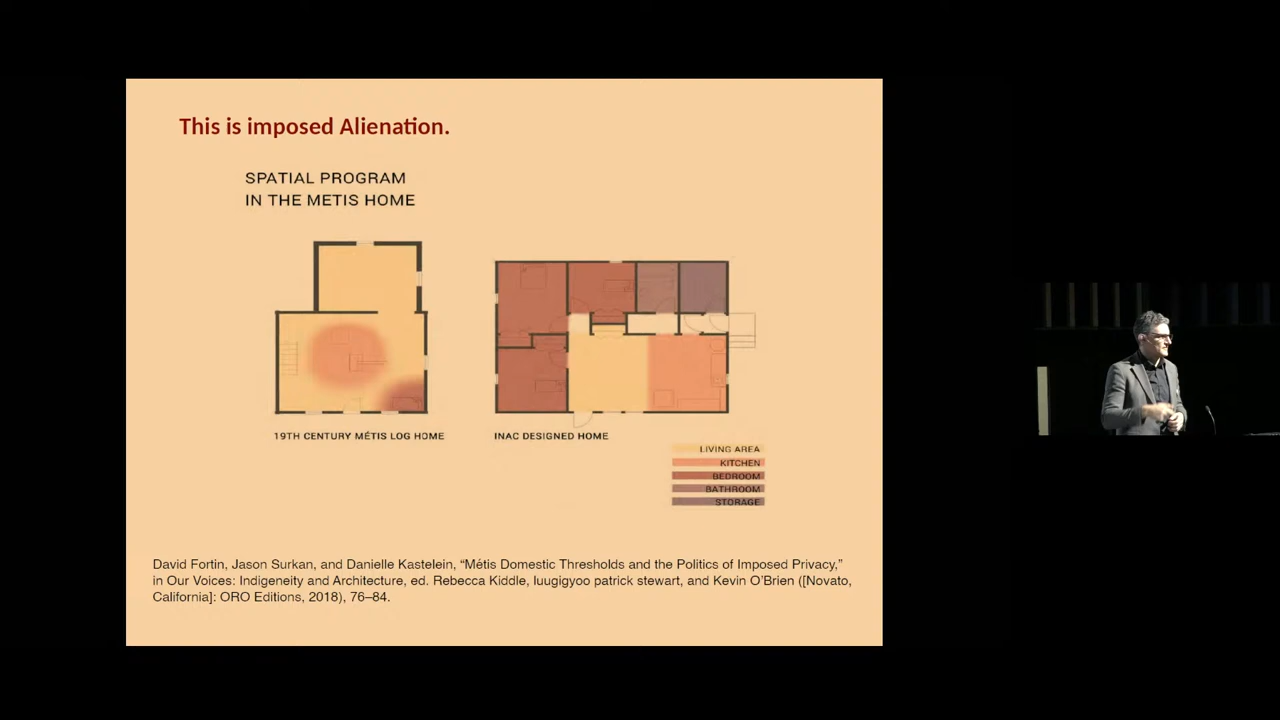 This is imposed Alienation.
SPATIAL PROGRAM
IN THE METIS HOME
19TH CENTURY MÉTIS LOG HOME
INAC DESIGNED HOME
LIVING AREA
KITCHEN
BEDROOM
BATHROOM
STORAGE
David Fortin, Jason Surkan, and Danielle Kastelein, “Métis Domestic Thresholds and the Politics of Imposed Privacy,”
in Our Voices: Indigeneity and Architecture, ed. Rebecca Kiddle, luugigyoo patrick stewart, and Kevin O’Brien ([Novato,
California]: ORO Editions, 2018), 76–84.